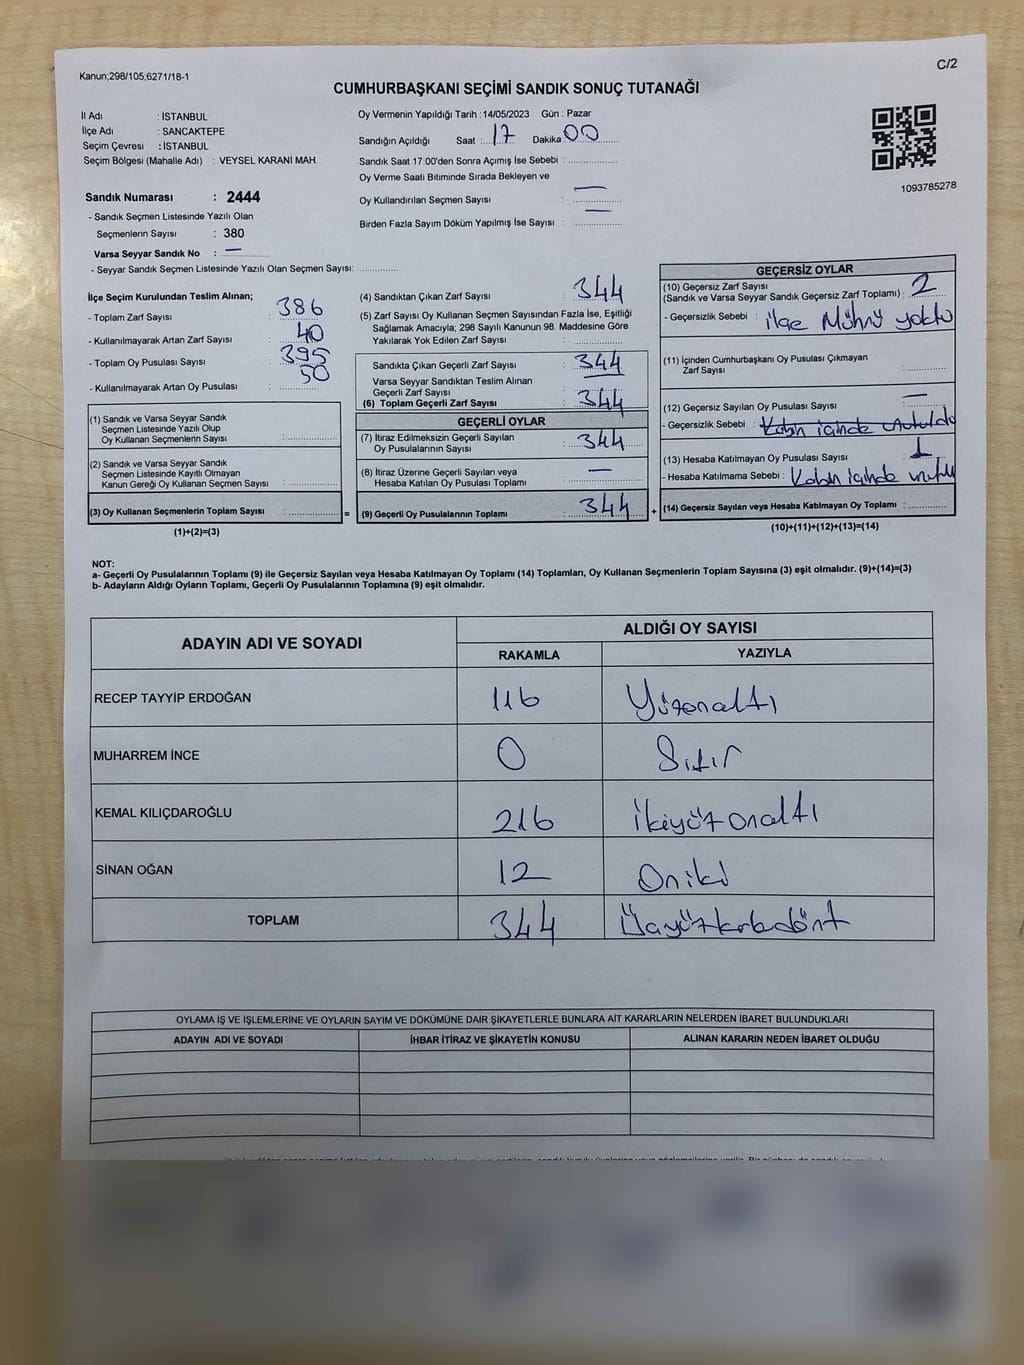 Kanun;298/105;6271/18-1
C/2
CUMHURBAŞKANI SEÇİMİ SANDIK SONUÇ TUTANAĞI
İl Adı : İSTANBUL
İlçe Adı : SANCAKTEPE
Seçim Çevresi : İSTANBUL
Seçim Bölgesi (Mahalle Adı) : VEYSEL KARANİ MAH.
Oy Vermenin Yapıldığı Tarih :14/05/2023 Gün : Pazar
Sandığın Açıldığı Saat : 17 Dakika 00
Sandık Saat 17:00'den Sonra Açımış İse Sebebi :
Oy Verme Saati Bitiminde Sırada Bekleyen ve
Oy Kullandırılan Seçmen Sayısı : —
Birden Fazla Sayım Döküm Yapılmış İse Sayısı : —
1093785278
Sandık Numarası : 2444
- Sandık Seçmen Listesinde Yazılı Olan
Seçmenlerin Sayısı : 380
Varsa Seyyar Sandık No : —
- Seyyar Sandık Seçmen Listesinde Yazılı Olan Seçmen Sayısı:
İlçe Seçim Kurulundan Teslim Alınan;
- Toplam Zarf Sayısı : 386
- Kullanılmayarak Artan Zarf Sayısı : 40
- Toplam Oy Pusulası Sayısı : 395
- Kullanılmayarak Artan Oy Pusulası : 50
(1) Sandık ve Varsa Seyyar Sandık
Seçmen Listesinde Yazılı Olup
Oy Kullanan Seçmenlerin Sayısı :
(2) Sandık ve Varsa Seyyar Sandık
Seçmen Listesinde Kayıtlı Olmayan
Kanun Gereği Oy Kullanan Seçmen Sayısı :
(3) Oy Kullanan Seçmenlerin Toplam Sayısı : =
(1)+(2)=(3)
(4) Sandıktan Çıkan Zarf Sayısı : 344
(5) Zarf Sayısı Oy Kullanan Seçmen Sayısından Fazla İse, Eşitliği
Sağlamak Amacıyla; 298 Sayılı Kanunun 98. Maddesine Göre
Yakılarak Yok Edilen Zarf Sayısı :
Sandıkta Çıkan Geçerli Zarf Sayısı : 344
Varsa Seyyar Sandıktan Teslim Alınan
Geçerli Zarf Sayısı : —
(6) Toplam Geçerli Zarf Sayısı : 344
GEÇERLİ OYLAR
(7) İtiraz Edilmeksizin Geçerli Sayılan
Oy Pusulalarının Sayısı : 344
(8) İtiraz Üzerine Geçerli Sayılan veya
Hesaba Katılan Oy Pusulası Toplamı : —
(9) Geçerli Oy Pusulalarının Toplamı : 344 +
GEÇERSİZ OYLAR
(10) Geçersiz Zarf Sayısı
(Sandık ve Varsa Seyyar Sandık Geçersiz Zarf Toplamı) : 2
- Geçersizlik Sebebi : ilçe Mührü yoktu
(11) İçinden Cumhurbaşkanı Oy Pusulası Çıkmayan
Zarf Sayısı :
(12) Geçersiz Sayılan Oy Pusulası Sayısı : —
- Geçersizlik Sebebi : Kabin içinde unutuldu
(13) Hesaba Katılmayan Oy Pusulası Sayısı : 1
- Hesaba Katılmama Sebebi : Kabin içinde
(14) Geçersiz Sayılan veya Hesaba Katılmayan Oy Toplamı :
(10)+(11)+(12)+(13)=(14)
NOT:
a- Geçerli Oy Pusulalarının Toplamı (9) ile Geçersiz Sayılan veya Hesaba Katılmayan Oy Toplamı (14) Toplamları, Oy Kullanan Seçmenlerin Toplam Sayısına (3) eşit olmalıdır. (9)+(14)=(3)
b- Adayların Aldığı Oyların Toplamı, Geçerli Oy Pusulalarının Toplamına (9) eşit olmalıdır.
ADAYIN ADI VE SOYADI
ALDIĞI OY SAYISI
RAKAMLA YAZIYLA
RECEP TAYYİP ERDOĞAN 116 Yüzonaltı
MUHARREM İNCE 0 Sıfır
KEMAL KILIÇDAROĞLU 216 ikiyüzonaltı
SİNAN OĞAN 12 Oniki
TOPLAM 344 Üçyüzkırkdört
OYLAMA İŞ VE İŞLEMLERİNE VE OYLARIN SAYIM VE DÖKÜMÜNE DAİR ŞİKAYETLERLE BUNLARA AİT KARARLARIN NELERDEN İBARET BULUNDUKLARI
ADAYIN ADI VE SOYADI İHBAR İTİRAZ VE ŞİKAYETİN KONUSU ALINAN KARARIN NEDEN İBARET OLDUĞU